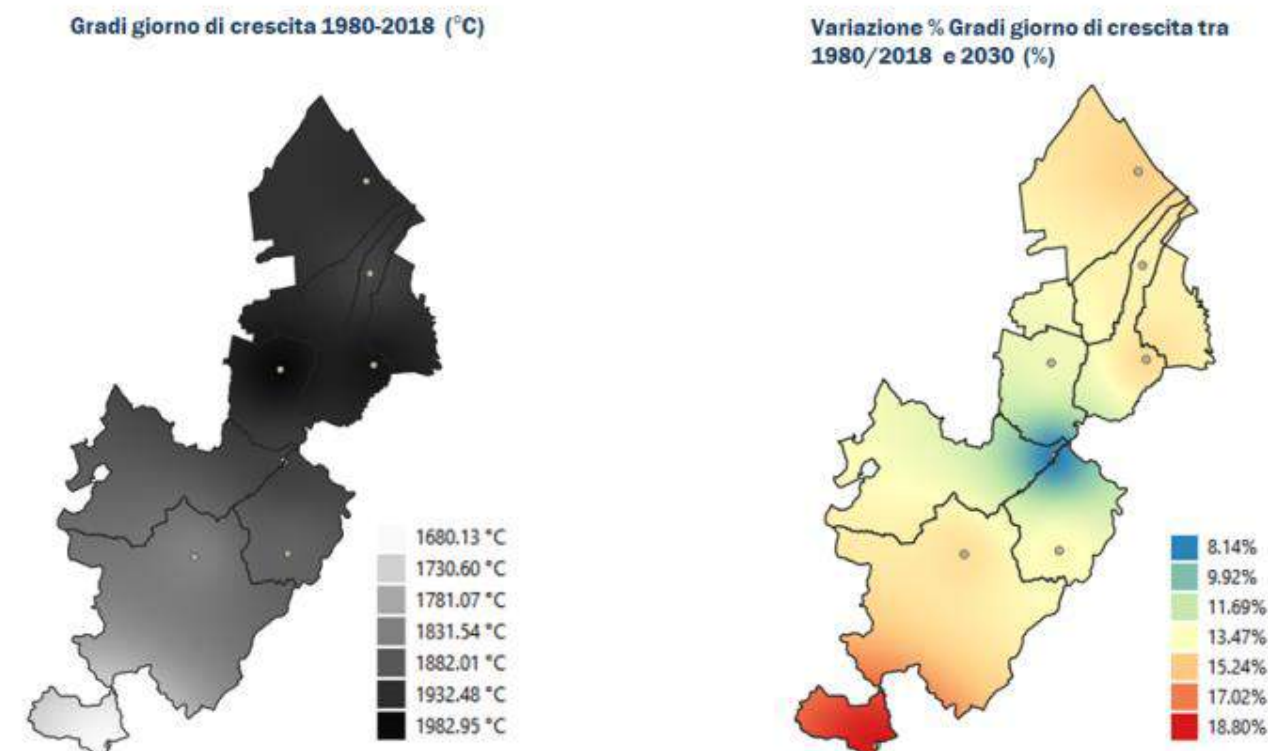 Gradi giorno di crescita 1980-2018 (°C)
Variazione % Gradi giorno di crescita tra
1980/2018 e 2030 (%)
1680.13 °C
1730.60 °C
1781.07 °C
1831.54 °C
1882.01 °C
1932.48 °C
1982.95 °C
8.14%
9.92%
11.69%
13.47%
15.24%
17.02%
18.80%